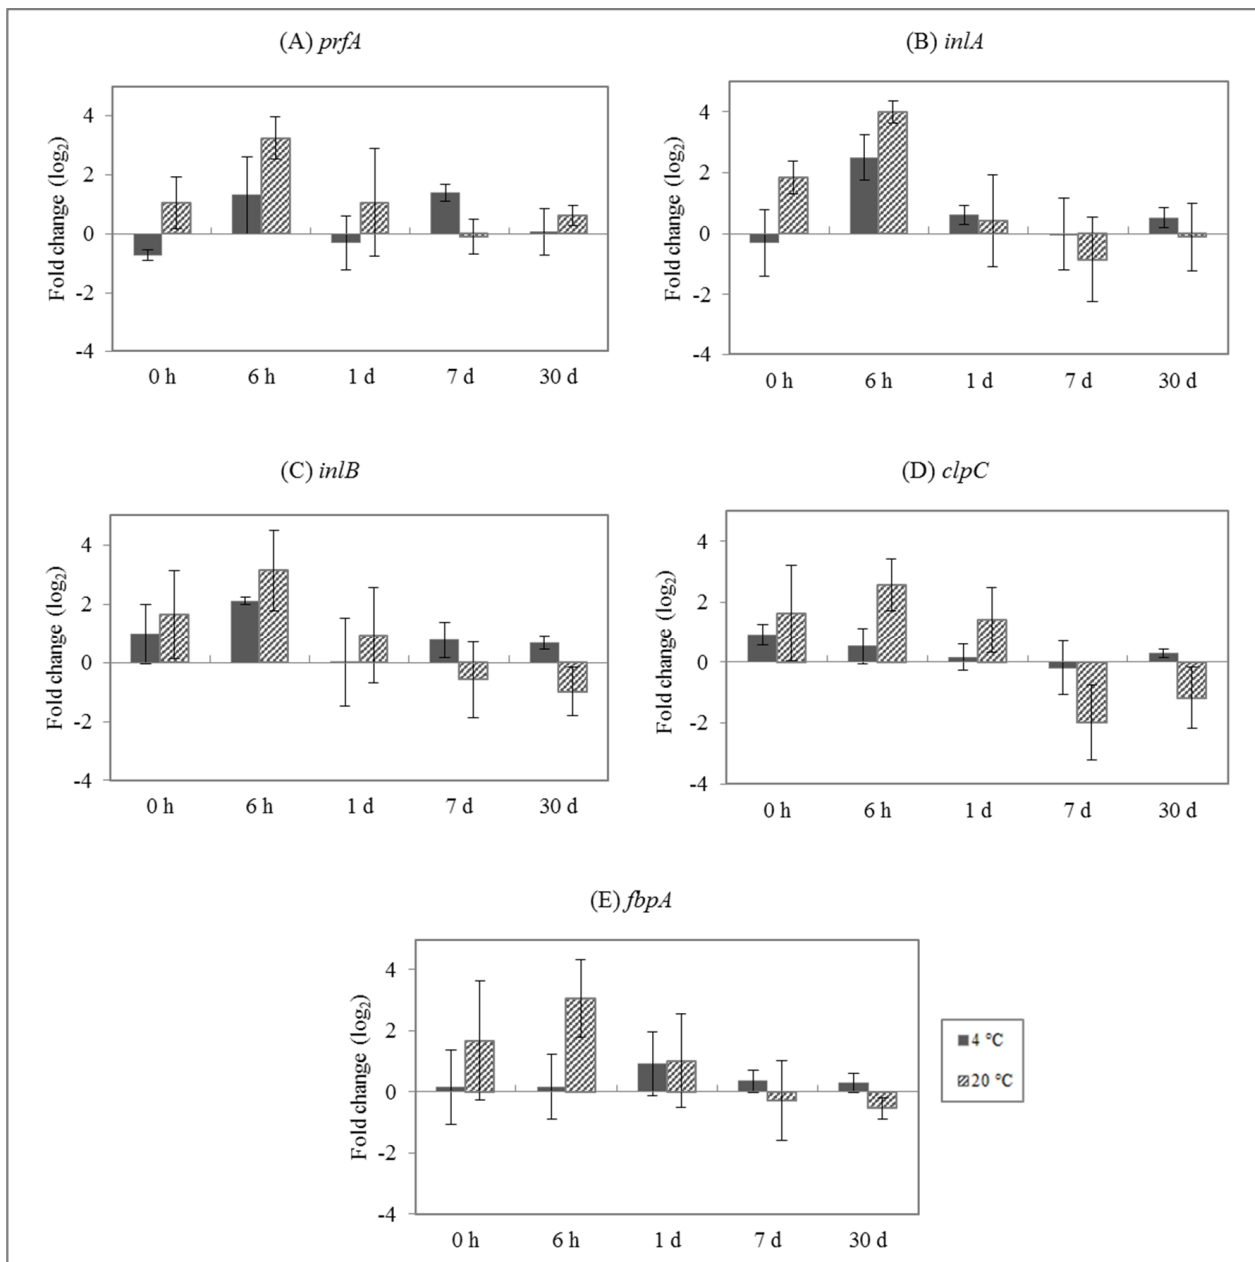 (A) prfA
(B) inlA
Fold change (log₂)
4
2
0
-2
-4
0 h 6 h 1 d 7 d 30 d
Fold change (log₂)
4
2
0
-2
-4
0 h 6 h 1 d 7 d 30 d
(C) inlB
(D) clpC
Fold change (log₂)
4
2
0
-2
-4
0 h 6 h 1 d 7 d 30 d
Fold change (log₂)
4
2
0
-2
-4
0 h 6 h 1 d 7 d 30 d
(E) fbpA
Fold change (log₂)
4
2
0
-2
-4
0 h 6 h 1 d 7 d 30 d
4 °C
20 °C